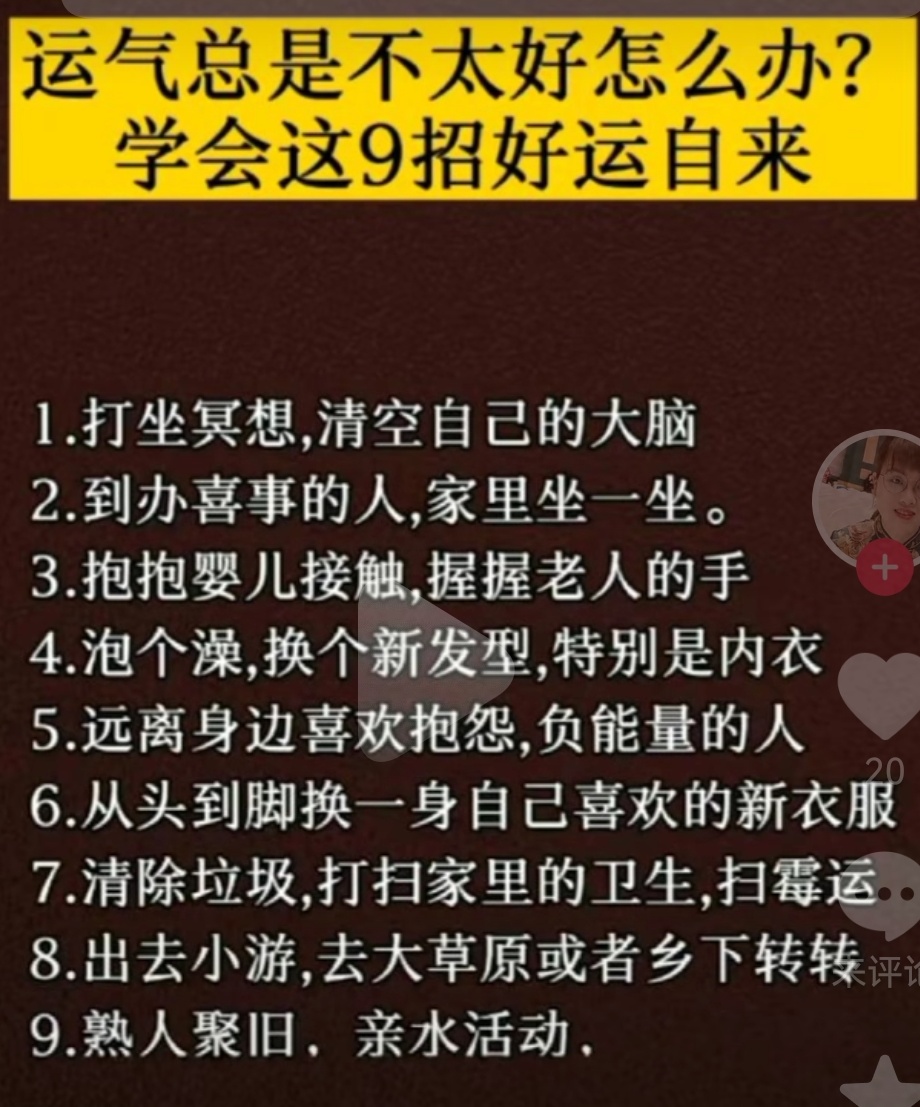 运气总是不太好怎么办?
学会这9招好运自来
1.打坐冥想,清空自己的大脑
2.到办喜事的人,家里坐一坐。
3.抱抱婴儿接触,握握老人的手
4.泡个澡,换个新发型,特别是内衣
5.远离身边喜欢抱怨,负能量的人
20
6.从头到脚换一身自己喜欢的新衣服
7.清除垃圾,打扫家里的卫生,扫霉运
8.出去小游,去大草原或者乡下转转
来评论
9.熟人聚旧．亲水活动．